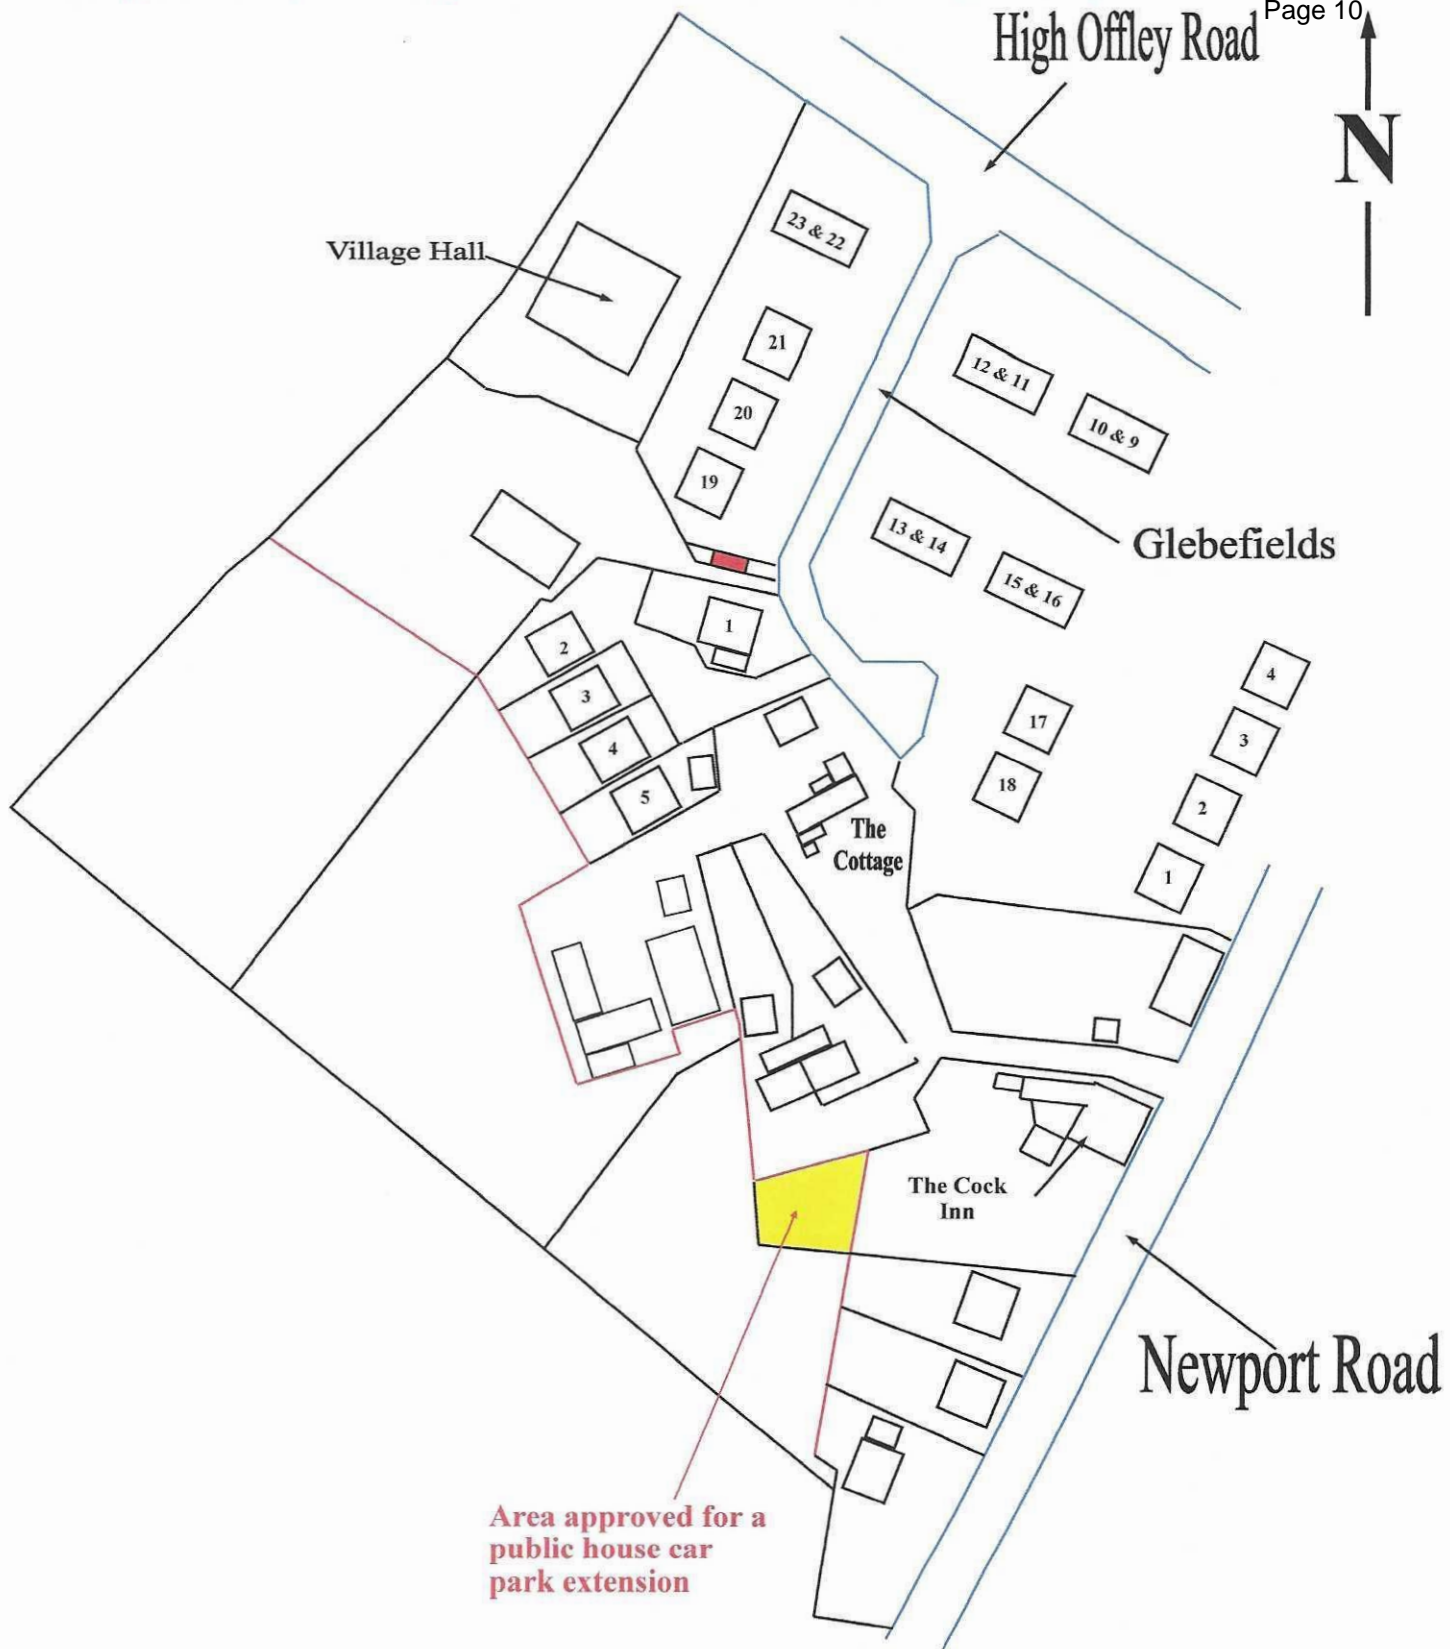 Page 10
High Offley Road
N
23 & 22
Village Hall
21
12 & 11
20
10 & 9
19
13 & 14
Glebefields
15 & 16
1
2
3
4
5
17
18
4
3
2
1
The
Cottage
The Cock
Inn
Newport Road
Area approved for a
public house car
park extension